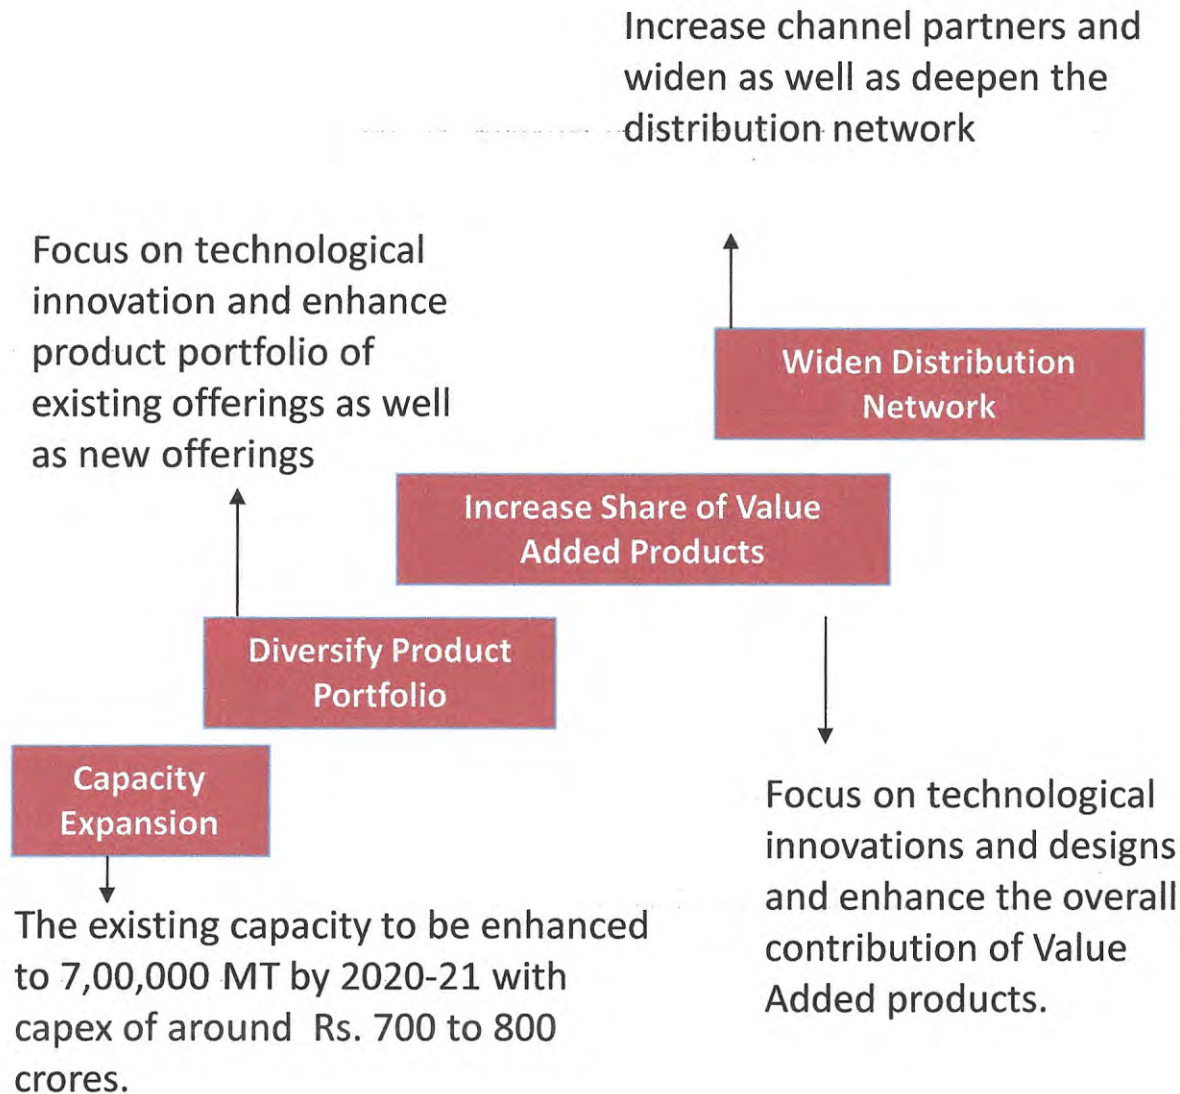 Increase channel partners and
widen as well as deepen the
distribution network
Focus on technological
innovation and enhance
product portfolio of
existing offerings as well
as new offerings
Widen Distribution
Network
Increase Share of Value
Added Products
Diversify Product
Portfolio
Capacity
Expansion
Focus on technological
innovations and designs
and enhance the overall
contribution of Value
Added products.
The existing capacity to be enhanced
to 7,00,000 MT by 2020-21 with
capex of around  Rs. 700 to 800
crores.